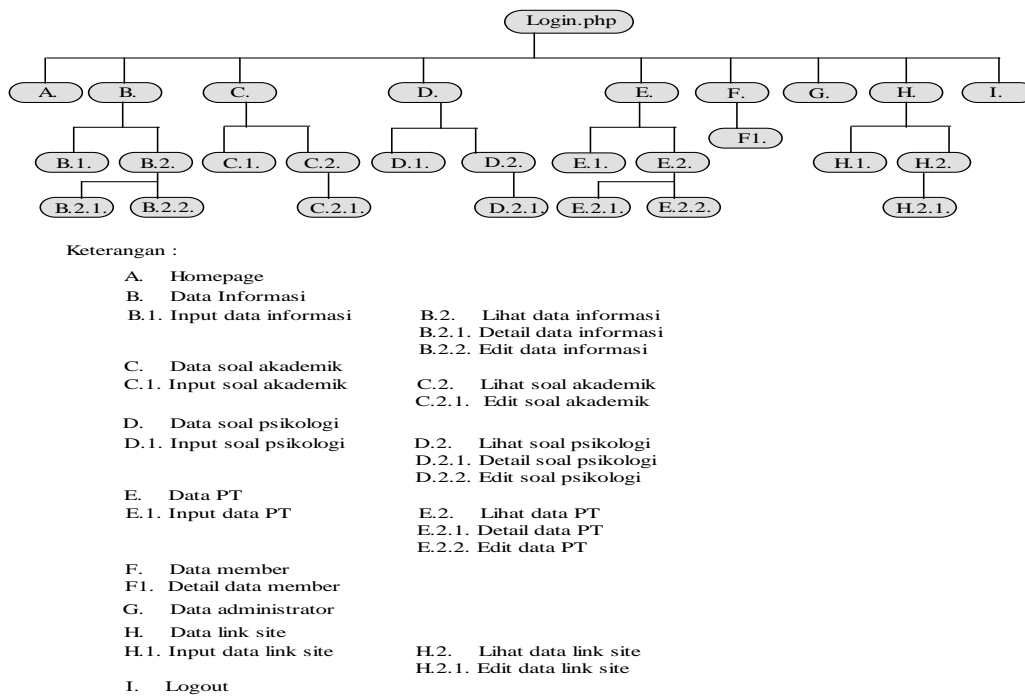 Login.php
A. B. C. D. E. F. G. H. I.
F1.
B.1. B.2. C.1. C.2. D.1. D.2. E.1. E.2. H.1. H.2.
B.2.1. B.2.2. C.2.1. D.2.1. E.2.1. E.2.2. H.2.1.
Keterangan :
A. Homepage
B. Data Informasi
B.1. Input data informasi B.2. Lihat data informasi
B.2.1. Detail data informasi
B.2.2. Edit data informasi
C. Data soal akademik
C.1. Input soal akademik C.2. Lihat soal akademik
C.2.1. Edit soal akademik
D. Data soal psikologi
D.1. Input soal psikologi D.2. Lihat soal psikologi
D.2.1. Detail soal psikologi
D.2.2. Edit soal psikologi
E. Data PT
E.1. Input data PT E.2. Lihat data PT
E.2.1. Detail data PT
E.2.2. Edit data PT
F. Data member
F1. Detail data member
G. Data administrator
H. Data link site
H.1. Input data link site H.2. Lihat data link site
H.2.1. Edit data link site
I. Logout